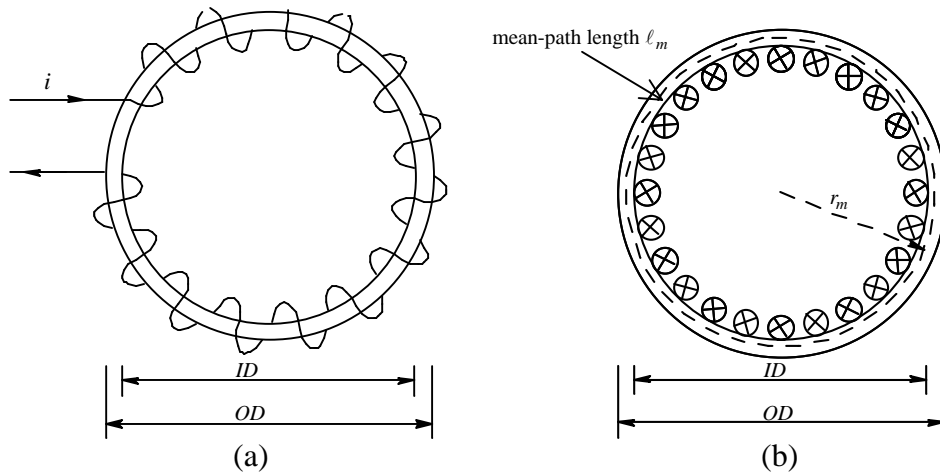 i
ID
OD
(a)
mean-path length ℓm
rm
ID
OD
(b)